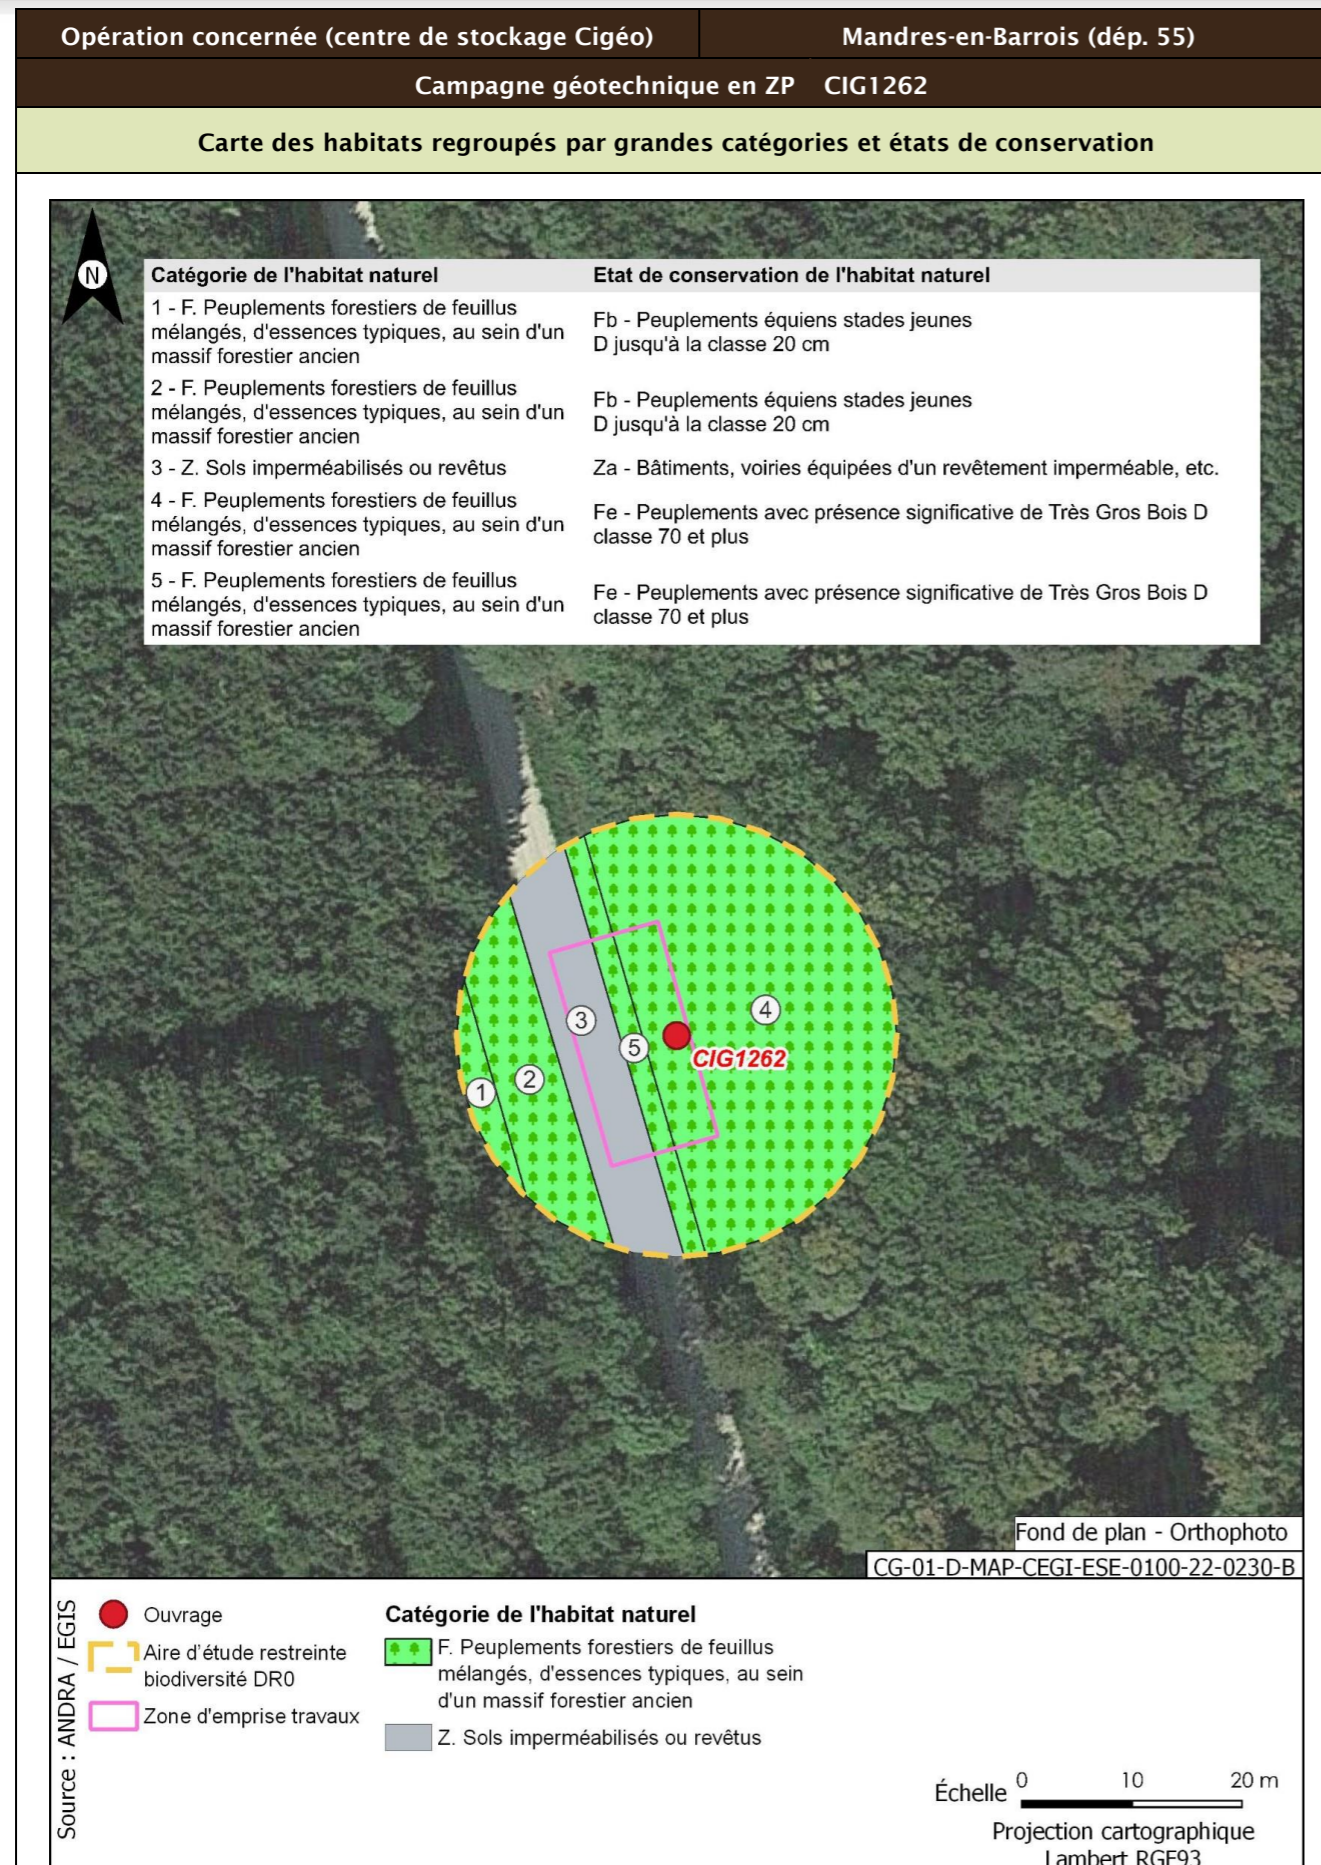 Opération concernée (centre de stockage Cigéo)
Mandres-en-Barrois (dép. 55)
Campagne géotechnique en ZP CIG1262
Carte des habitats regroupés par grandes catégories et états de conservation
N
Catégorie de l'habitat naturel
Etat de conservation de l'habitat naturel
1 - F. Peuplements forestiers de feuillus
mélangés, d'essences typiques, au sein d'un
massif forestier ancien
Fb - Peuplements équiens stades jeunes
D jusqu'à la classe 20 cm
2 - F. Peuplements forestiers de feuillus
mélangés, d'essences typiques, au sein d'un
massif forestier ancien
Fb - Peuplements équiens stades jeunes
D jusqu'à la classe 20 cm
3 - Z. Sols imperméabilisés ou revêtus
Za - Bâtiments, voiries équipées d'un revêtement imperméable, etc.
4 - F. Peuplements forestiers de feuillus
mélangés, d'essences typiques, au sein d'un
massif forestier ancien
Fe - Peuplements avec présence significative de Très Gros Bois D
classe 70 et plus
5 - F. Peuplements forestiers de feuillus
mélangés, d'essences typiques, au sein d'un
massif forestier ancien
Fe - Peuplements avec présence significative de Très Gros Bois D
classe 70 et plus
4
3
5
CIG1262
2
1
Fond de plan - Orthophoto
CG-01-D-MAP-CEGI-ESE-0100-22-0230-B
Source : ANDRA / EGIS
Ouvrage
Aire d'étude restreinte
biodiversité DR0
Zone d'emprise travaux
Catégorie de l'habitat naturel
F. Peuplements forestiers de feuillus
mélangés, d'essences typiques, au sein
d'un massif forestier ancien
Z. Sols imperméabilisés ou revêtus
Échelle 0 10 20 m
Projection cartographique
Lambert RGF93